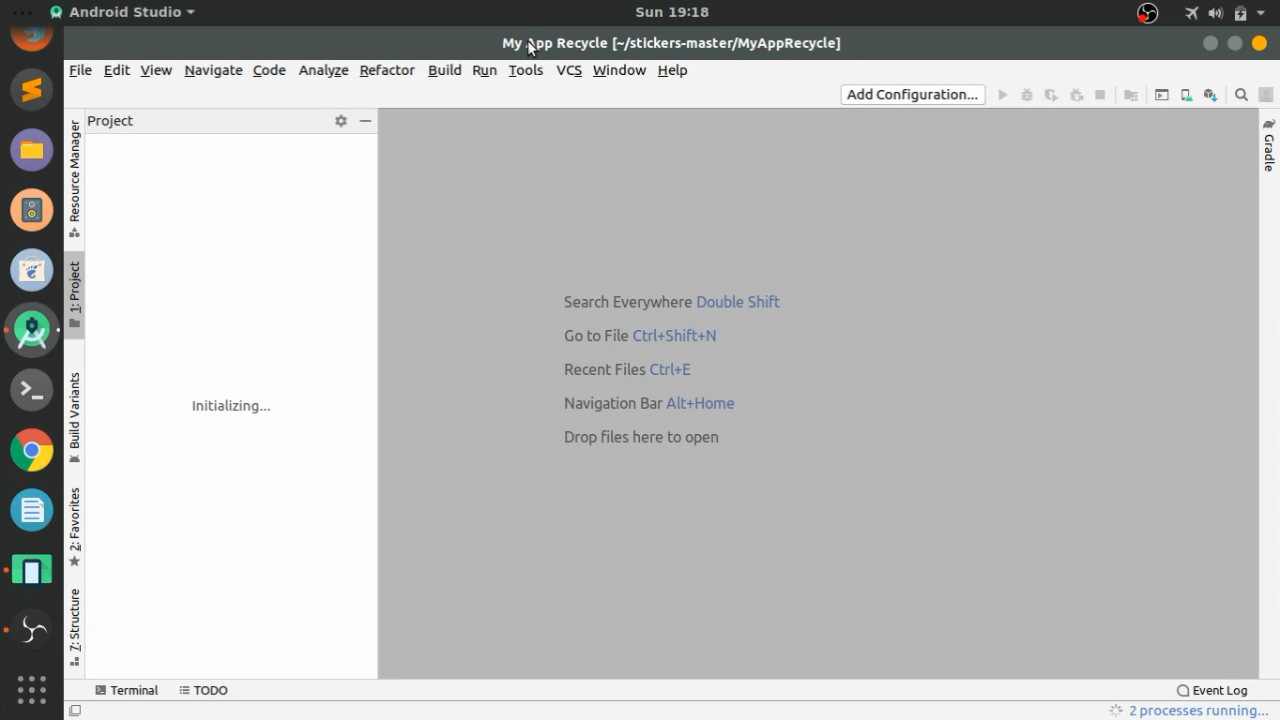 Android Studio
Sun 19:18
My App Recycle [~/stickers-master/MyAppRecycle]
File Edit View Navigate Code Analyze Refactor Build Run Tools VCS Window Help
Add Configuration...
Project
Resource Manager
1: Project
Build Variants
2: Favorites
7: Structure
Initializing...
Search Everywhere Double Shift
Go to File Ctrl+Shift+N
Recent Files Ctrl+E
Navigation Bar Alt+Home
Drop files here to open
Gradle
Terminal
TODO
Event Log
2 processes running...